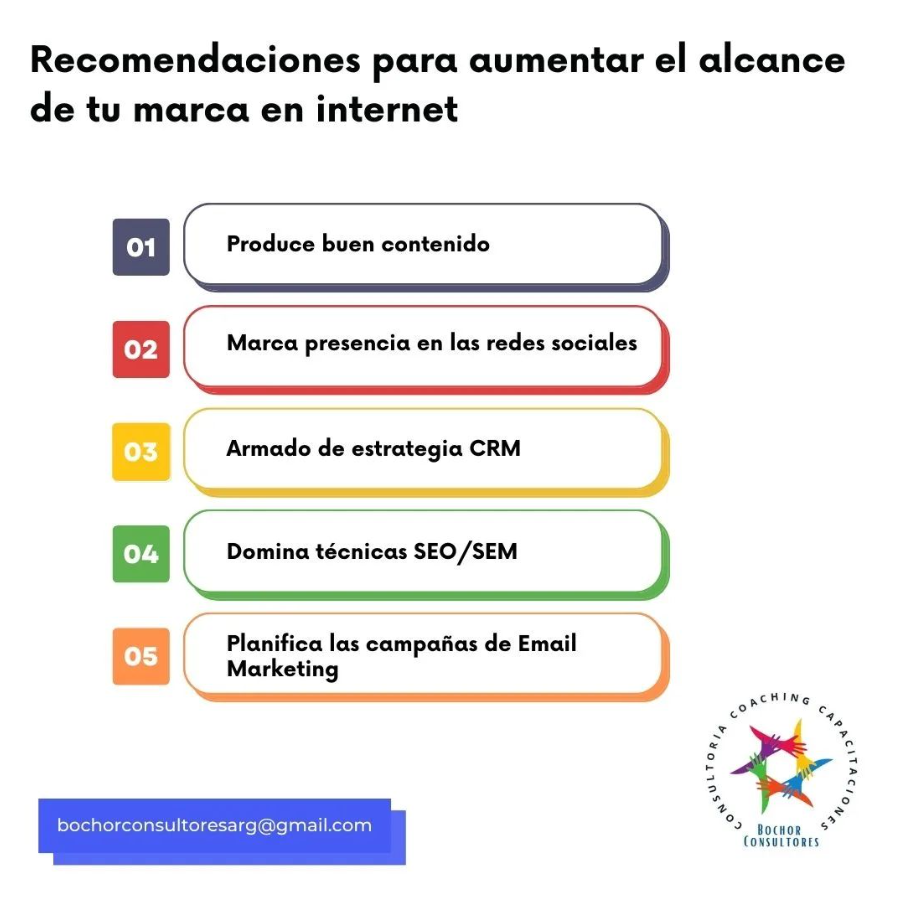 Recomendaciones para aumentar el alcance
de tu marca en internet
01
Produce buen contenido
02
Marca presencia en las redes sociales
03
Armado de estrategia CRM
04
Domina técnicas SEO/SEM
05
Planifica las campañas de Email
Marketing
CONSULTORIA COACHING CAPACITACIONES
BOCHOR
CONSULTORES
bochorconsultoresarg@gmail.com